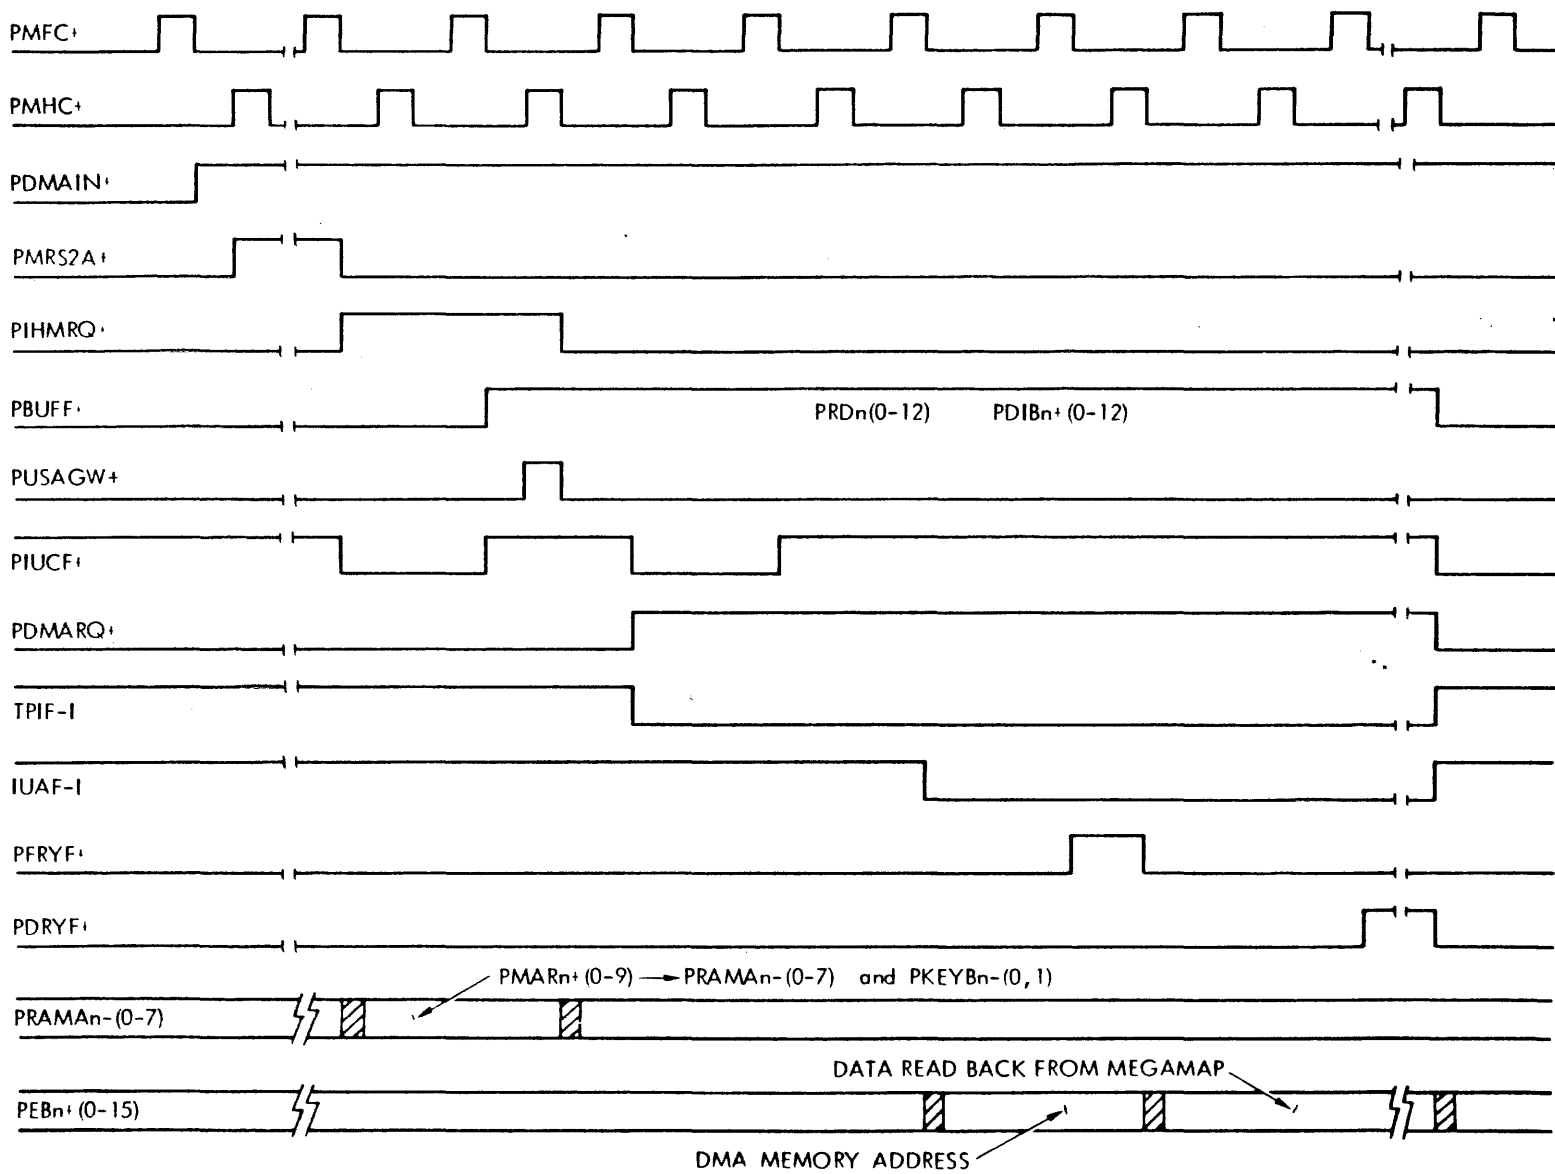 PMFC+
PMHC+
PDMAIN+
PMRS2A+
PIHMRQ+
PBUFF+
PRDn(0-12) PDIBn+(0-12)
PUSAGW+
PIUCF+
PDMARQ+
TPIF-I
IUAF-I
PFRYF+
PDRYF+
PMARn+(0-9) → PRAMAn-(0-7) and PKEYBn-(0,1)
PRAMAn-(0-7)
DATA READ BACK FROM MEGAMAP
PEBn+(0-15)
DMA MEMORY ADDRESS